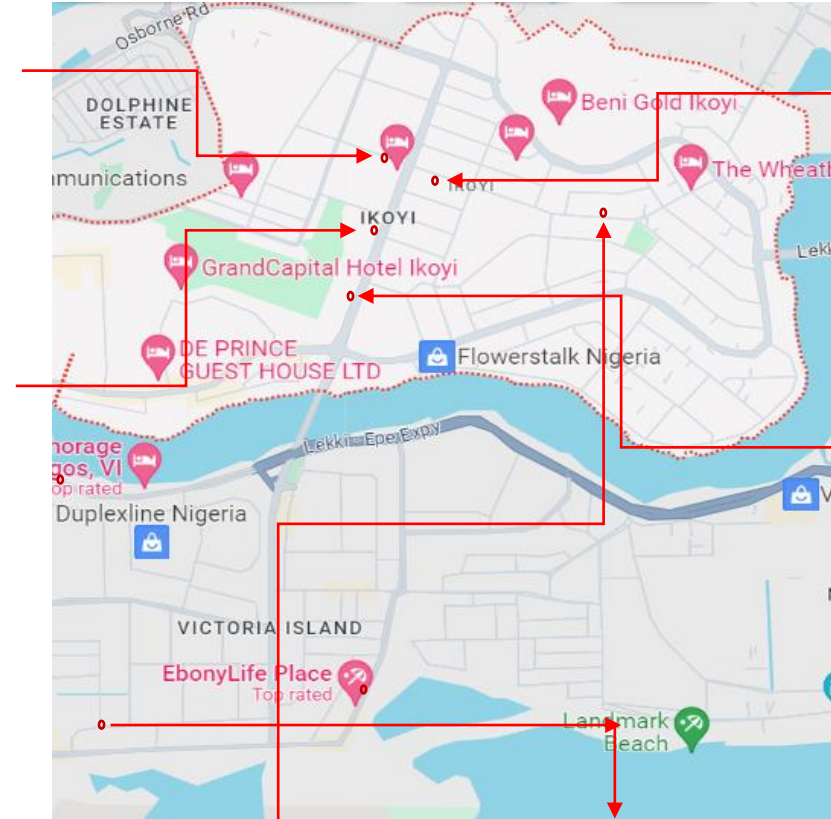 Osborne Rd
DOLPHINE
ESTATE
Beni Gold Ikoyi
munications
The Wheatb
IKOYI
IKOYI
Lekk
GrandCapital Hotel Ikoyi
DE PRINCE
GUEST HOUSE LTD
Flowerstalk Nigeria
Lekki - Epe Expy
horage
gos, VI
Top rated
Duplexline Nigeria
V
VICTORIA ISLAND
EbonyLife Place
Top rated
Landmark
Beach